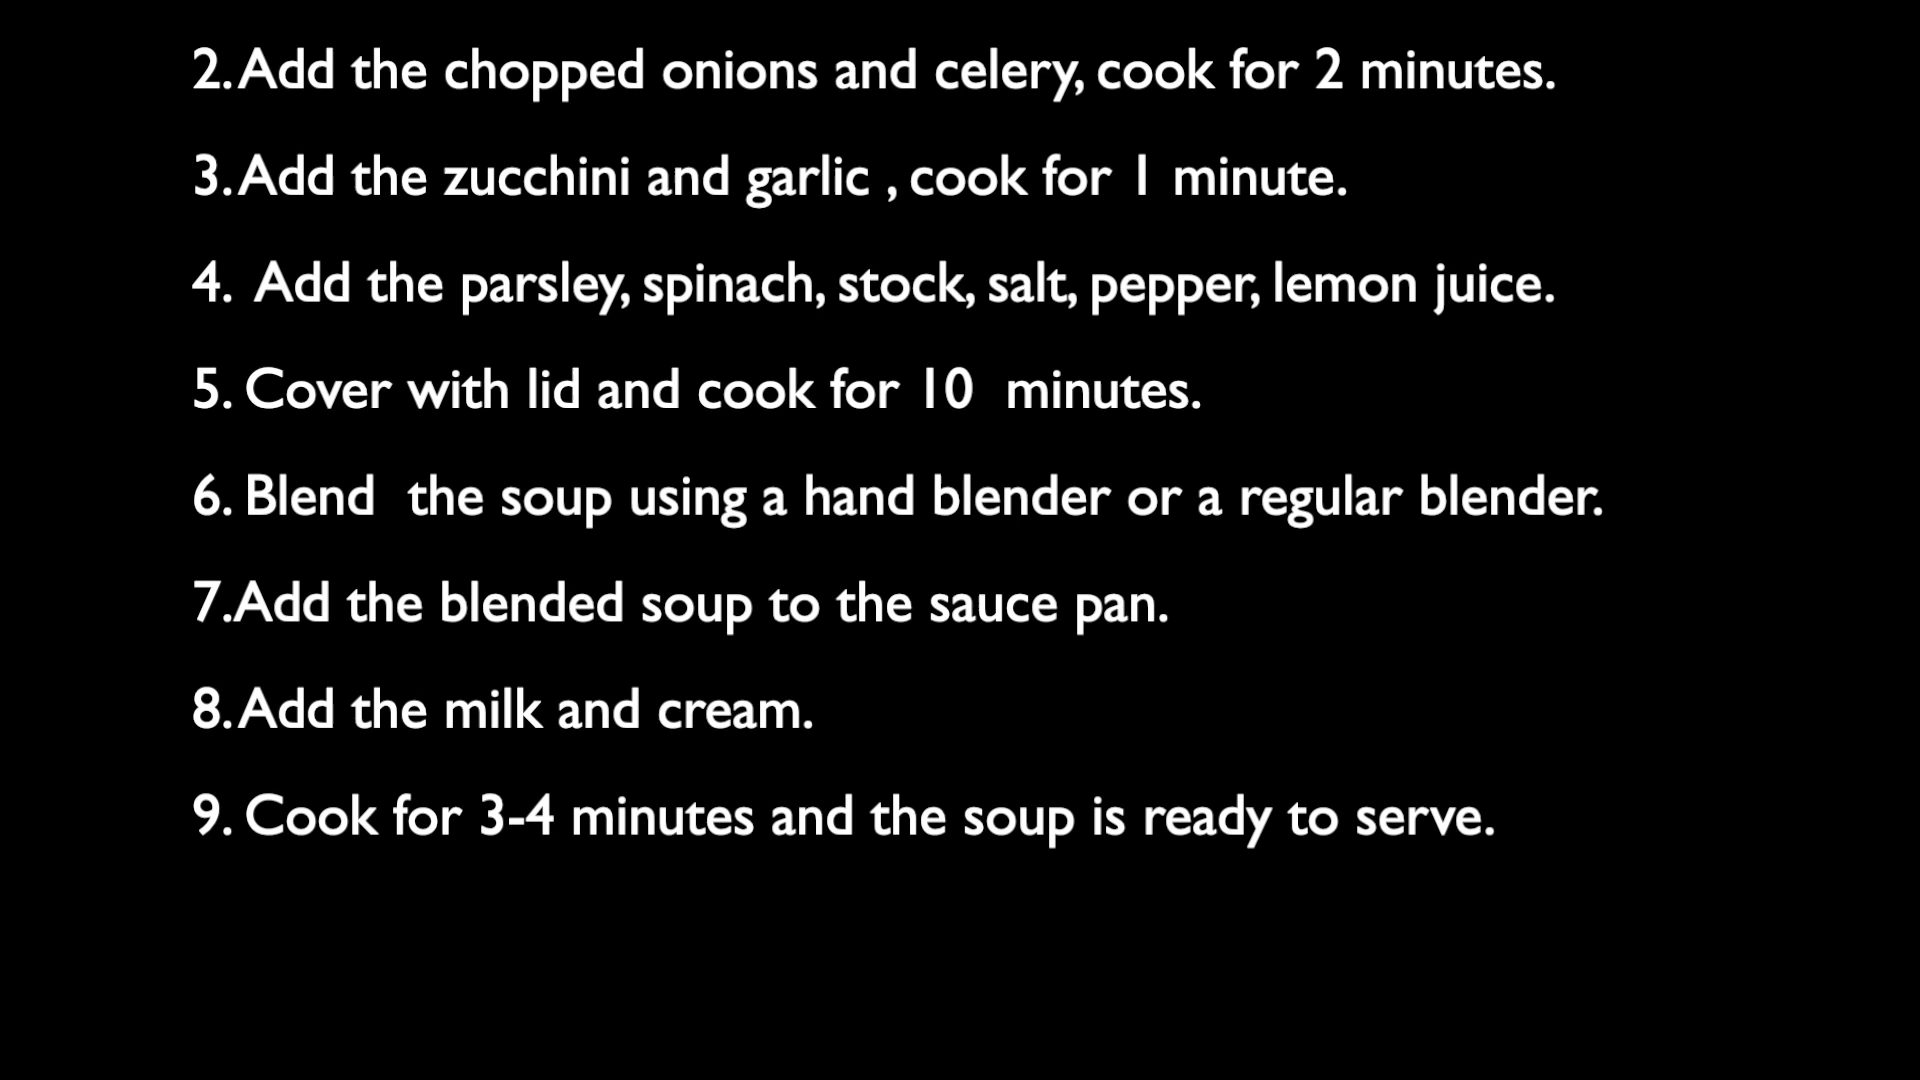 2. Add the chopped onions and celery, cook for 2 minutes.
3. Add the zucchini and garlic , cook for 1 minute.
4.  Add the parsley, spinach, stock, salt, pepper, lemon juice.
5. Cover with lid and cook for 10  minutes.
6. Blend  the soup using a hand blender or a regular blender.
7.Add the blended soup to the sauce pan.
8. Add the milk and cream.
9. Cook for 3-4 minutes and the soup is ready to serve.